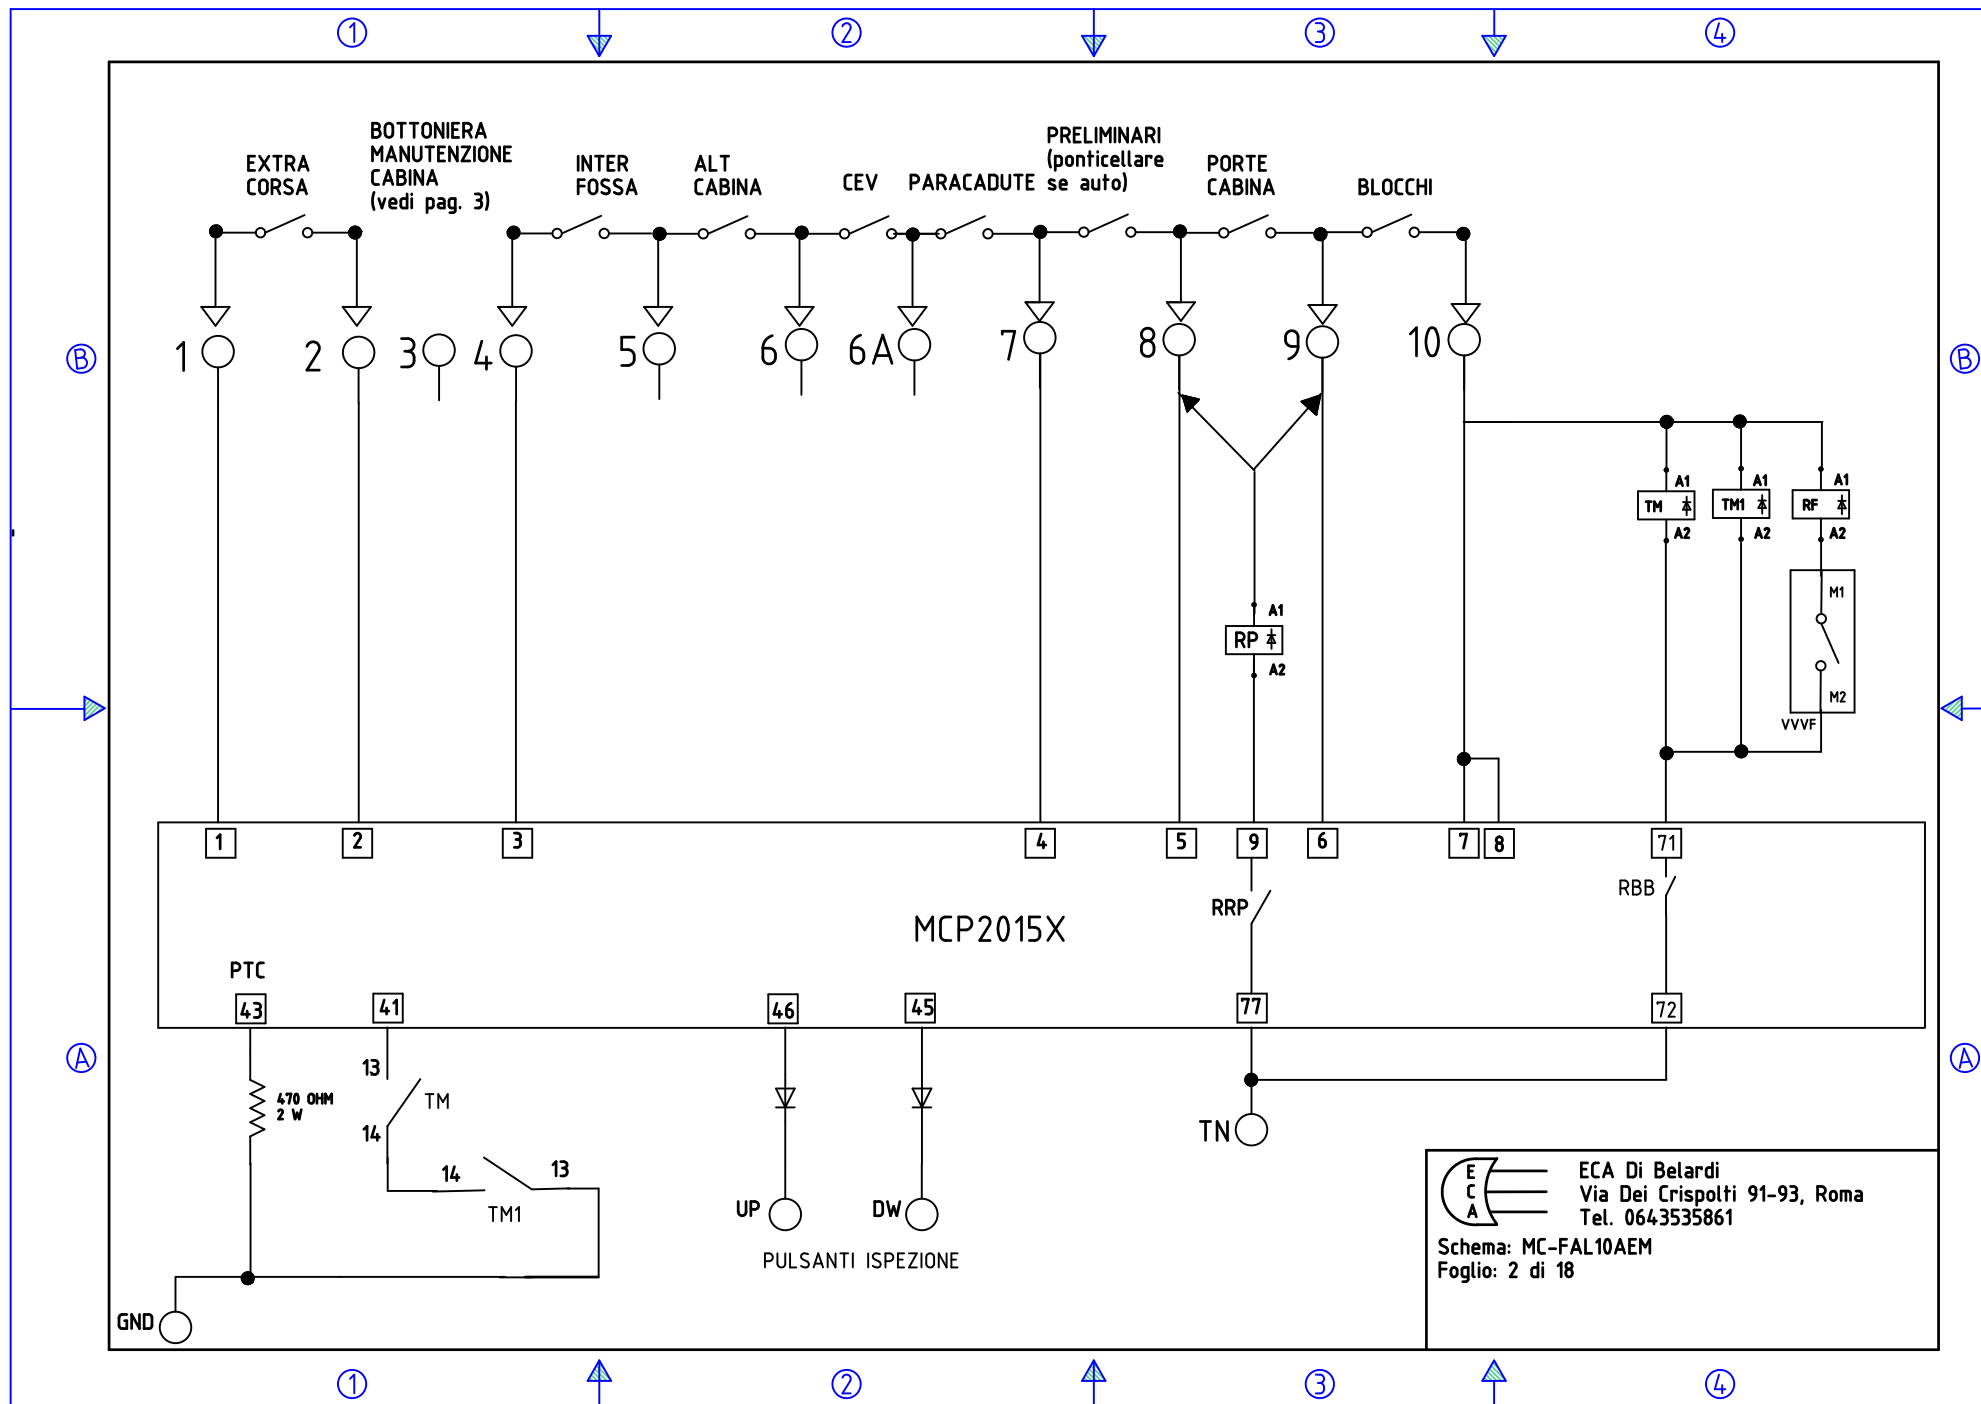 1
2
3
4
EXTRA
CORSA
BOTTONIERA
MANUTENZIONE
CABINA
(vedi pag. 3)
INTER
FOSSA
ALT
CABINA
CEV
PARACADUTE
PRELIMINARI
(ponticellare
se auto)
PORTE
CABINA
BLOCCHI
B
1
2
3
4
5
6
6A
7
8
9
10
B
A1
TM
A2
A1
TM1
A2
A1
RF
A2
M1
M2
VVVF
A1
RP
A2
1
2
3
4
5
9
6
7
8
71
RRP
RBB
MCP2015X
PTC
43
41
46
45
77
72
A
A
470 OHM
2 W
13
TM
14
14
13
TM1
UP
DW
PULSANTI ISPEZIONE
TN
GND
E
C
A
ECA Di Belardi
Via Dei Crispolti 91-93, Roma
Tel. 0643535861
Schema: MC-FAL10AEM
Foglio: 2 di 18
1
2
3
4